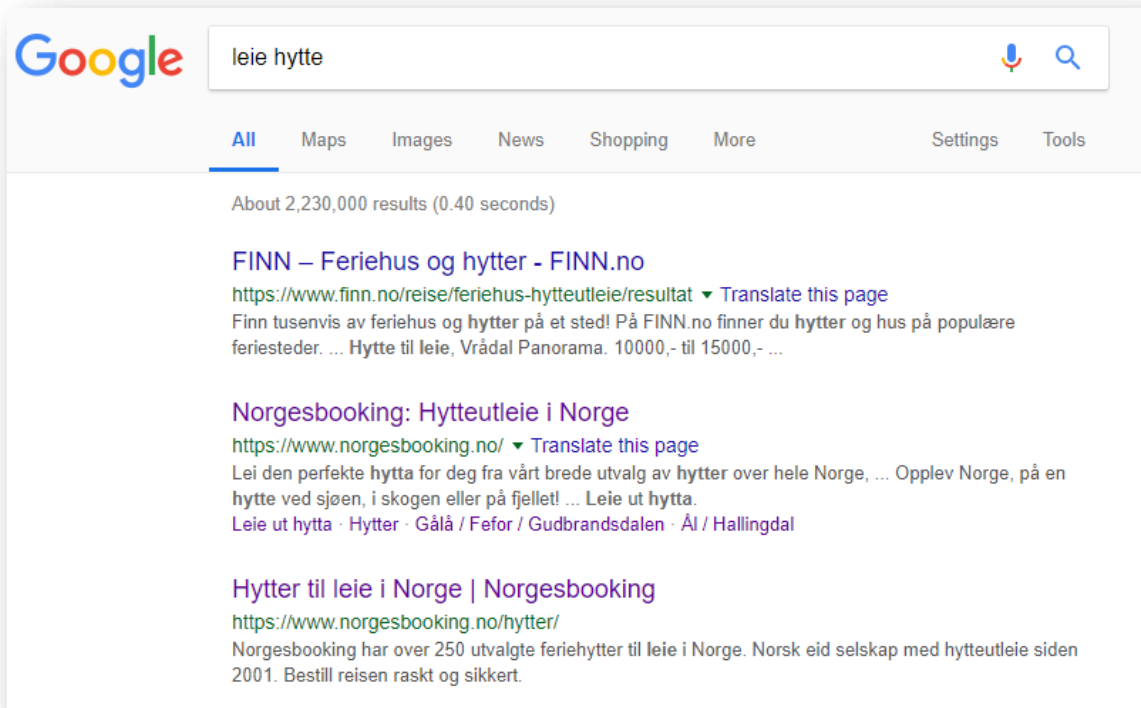 Google
leie hytte
All Maps Images News Shopping More Settings Tools
About 2,230,000 results (0.40 seconds)
FINN – Feriehus og hytter - FINN.no
https://www.finn.no/reise/feriehus-hytteutleie/resultat ▼ Translate this page
Finn tusenvis av feriehus og hytter på et sted! På FINN.no finner du hytter og hus på populære
feriesteder. ... Hytte til leie, Vrådal Panorama. 10000,- til 15000,- ...
Norgesbooking: Hytteutleie i Norge
https://www.norgesbooking.no/ ▼ Translate this page
Lei den perfekte hytta for deg fra vårt brede utvalg av hytter over hele Norge, ... Opplev Norge, på en
hytte ved sjøen, i skogen eller på fjellet! ... Leie ut hytta.
Leie ut hytta · Hytter · Gålå / Fefor / Gudbrandsdalen · Ål / Hallingdal
Hytter til leie i Norge | Norgesbooking
https://www.norgesbooking.no/hytter/
Norgesbooking har over 250 utvalgte feriehytter til leie i Norge. Norsk eid selskap med hytteutleie siden
2001. Bestill reisen raskt og sikkert.